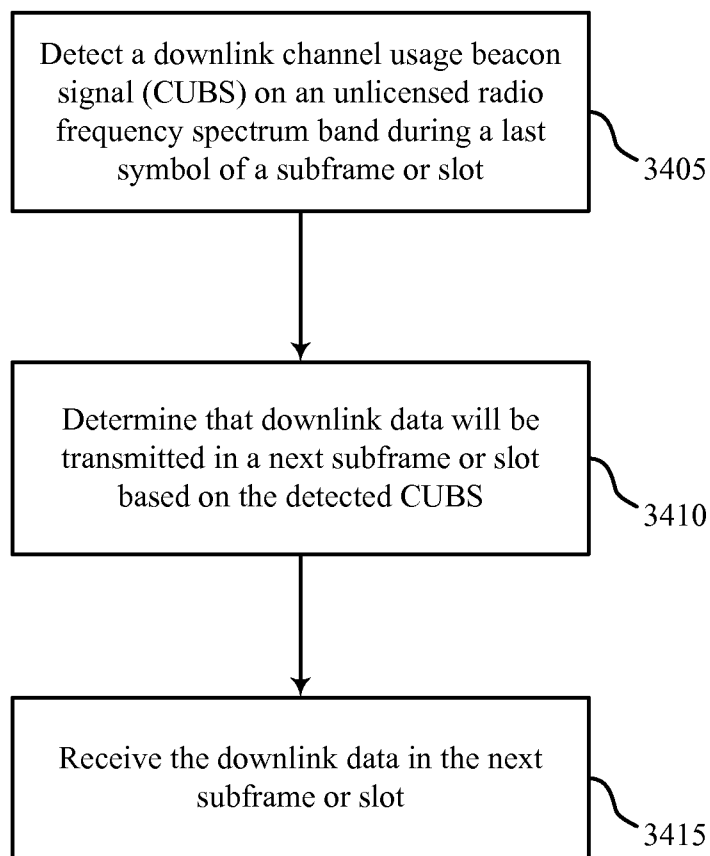 Detect a downlink channel usage beacon
signal (CUBS) on an unlicensed radio
frequency spectrum band during a last
symbol of a subframe or slot
3405
Determine that downlink data will be
transmitted in a next subframe or slot
based on the detected CUBS
3410
Receive the downlink data in the next
subframe or slot
3415